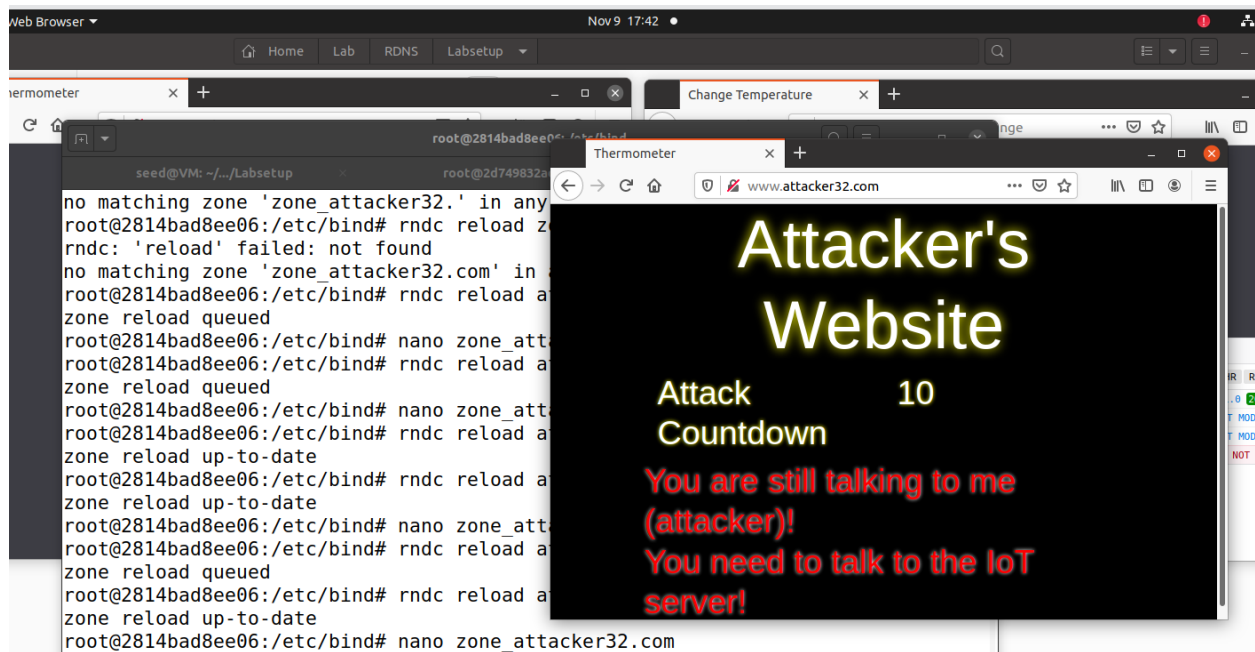 Web Browser
Nov 9 17:42
Home Lab RDNS Labsetup
Thermometer
Change Temperature
root@2814bad8ee06: /etc/bind
seed@VM: ~/.../Labsetup
Thermometer
www.attacker32.com
no matching zone 'zone_attacker32.' in any
root@2814bad8ee06:/etc/bind# rndc reload
rndc: 'reload' failed: not found
no matching zone 'zone_attacker32.com' in
root@2814bad8ee06:/etc/bind# rndc reload
zone reload queued
root@2814bad8ee06:/etc/bind# nano
root@2814bad8ee06:/etc/bind# rndc reload
zone reload queued
root@2814bad8ee06:/etc/bind# nano
root@2814bad8ee06:/etc/bind# rndc reload
zone reload up-to-date
root@2814bad8ee06:/etc/bind# rndc reload
zone reload up-to-date
root@2814bad8ee06:/etc/bind# nano
root@2814bad8ee06:/etc/bind# rndc reload
zone reload queued
root@2814bad8ee06:/etc/bind# rndc reload
zone reload up-to-date
root@2814bad8ee06:/etc/bind# nano zone_attacker32.com
Attacker's
Website
Attack 10
Countdown
You are still talking to me
(attacker)!
You need to talk to the IoT
server!
NOT